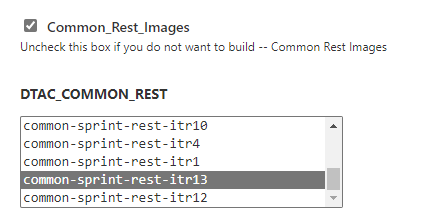 Common_Rest_Images
Uncheck this box if you do not want to build -- Common Rest Images
DTAC_COMMON_REST
common-sprint-rest-itr10
common-sprint-rest-itr4
common-sprint-rest-itr1
common-sprint-rest-itr13
common-sprint-rest-itr12